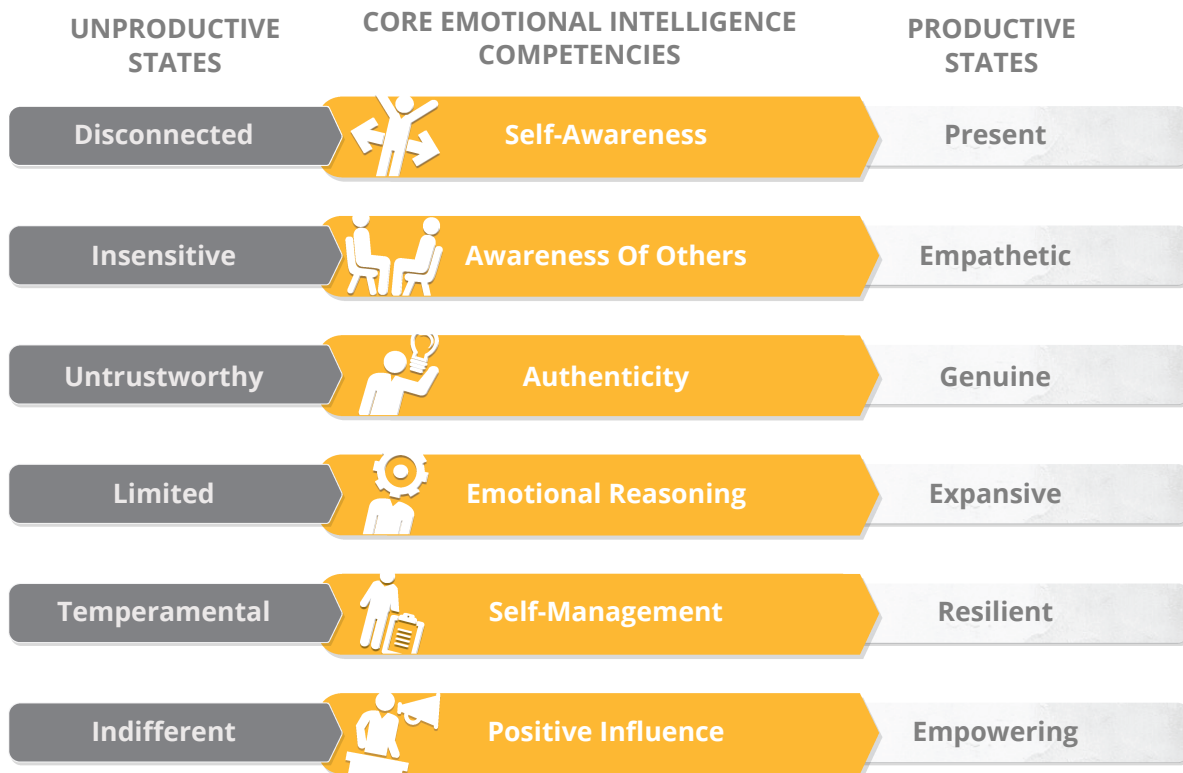 UNPRODUCTIVE
STATES
CORE EMOTIONAL INTELLIGENCE
COMPETENCIES
PRODUCTIVE
STATES
Disconnected
Self-Awareness
Present
Insensitive
Awareness Of Others
Empathetic
Untrustworthy
Authenticity
Genuine
Limited
Emotional Reasoning
Expansive
Temperamental
Self-Management
Resilient
Indifferent
Positive Influence
Empowering